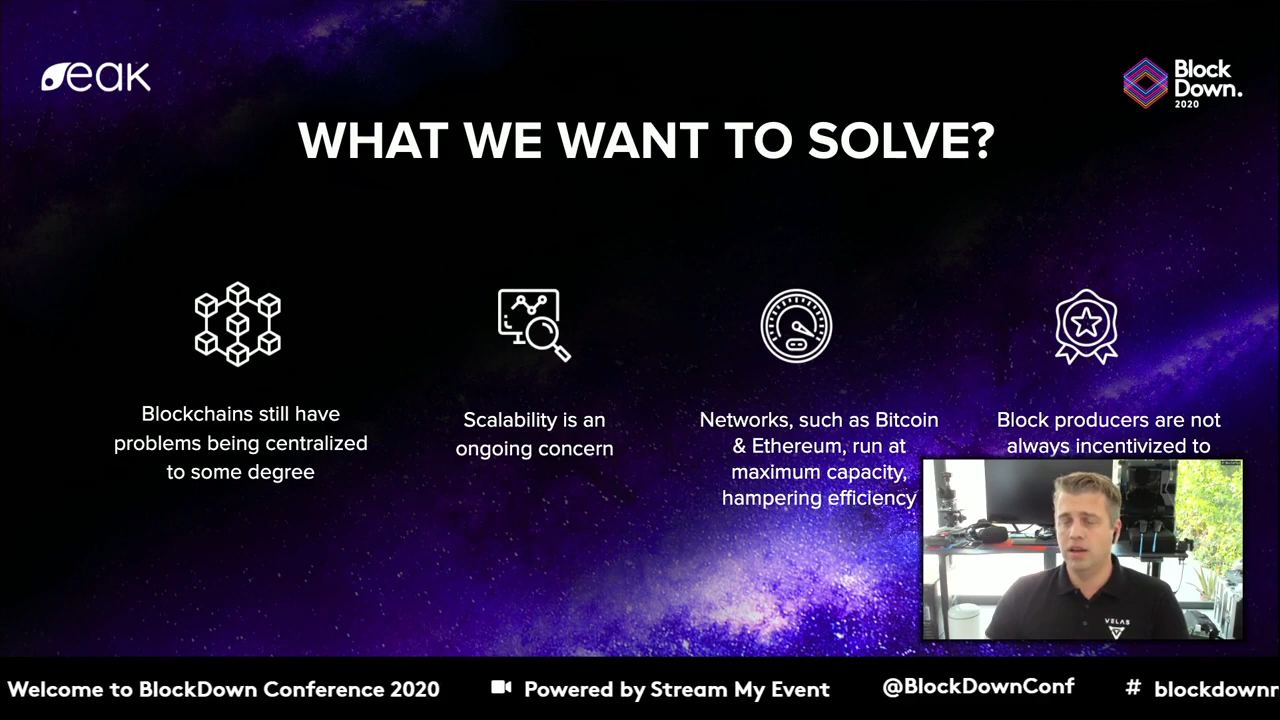 eak
Block
Down.
2020
WHAT WE WANT TO SOLVE?
Blockchains still have
problems being centralized
to some degree
Scalability is an
ongoing concern
Networks, such as Bitcoin
& Ethereum, run at
maximum capacity,
hampering efficiency
Block producers are not
always incentivized to
VELAS
Welcome to BlockDown Conference 2020
Powered by Stream My Event
@BlockDownConf
# blockdownr